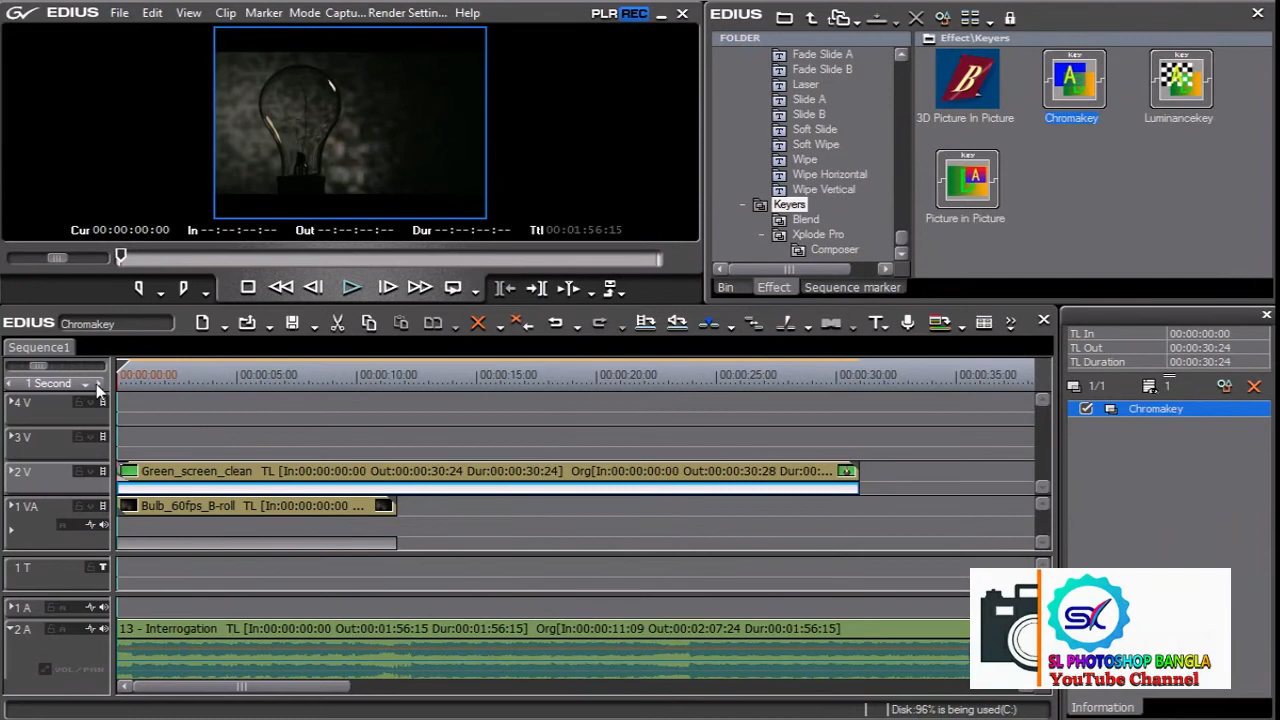 File Edit View Clip Marker Mode Captu... Render Settin... Help
PLR REC
Cur 00:00:00:00 In --:--:--:-- Out --:--:--:-- Dur --:--:--:-- Ttl 00:01:56:15
EDIUS
FOLDER
Fade Slide A
Fade Slide B
Laser
Slide A
Slide B
Soft Slide
Soft Wipe
Wipe
Wipe Horizontal
Wipe Vertical
Keyers
Blend
Xplode Pro
Composer
Effect\Keyers
Key
A
Key
Key
3D Picture In Picture
Chromakey
Luminancekey
Key
A
Picture in Picture
Bin Effect Sequence marker
EDIUS Chromakey
Sequence1
1 Second
00:00:00:00 00:00:05:00 00:00:10:00 00:00:15:00 00:00:20:00 00:00:25:00 00:00:30:00 00:00:35:00
4 V
3 V
2 V
Green_screen_clean TL [In:00:00:00:00 Out:00:00:30:24 Dur:00:00:30:24] Org[In:00:00:00:00 Out:00:00:30:28 Dur:00:...
1 VA
Bulb_60fps_B-roll TL [In:00:00:00:00 ...
1 T
1 A
2 A
13 - Interrogation TL [In:00:00:00:00 Out:00:01:56:15 Dur:00:01:56:15] Org[In:00:00:11:09 Out:00:02:07:24 Dur:00:01:56:15]
VOL/PAN
TL In 00:00:00:00
TL Out 00:00:30:24
TL Duration 00:00:30:24
1/1 1
Chromakey
SL PHOTOSHOP BANGLA
YouTube Channel
Information
Disk:96% is being used(C:)